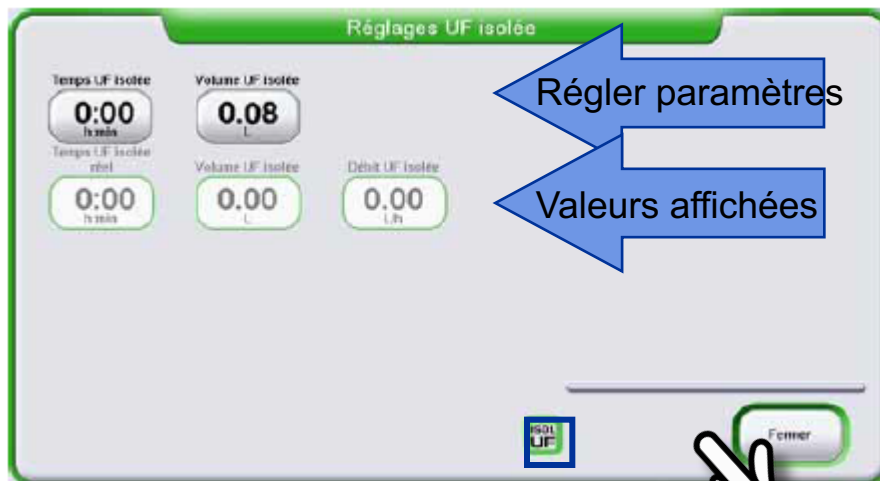 Réglages UF isolée
Temps UF isolée
Volume UF isolée
Régler paramètres
0:00
h:min
0.08
L
Temps UF isolée
réel
Volume UF isolée
Débit UF isolée
Valeurs affichées
0:00
h:min
0.00
L
0.00
L/h
ISOL
UF
Fermer